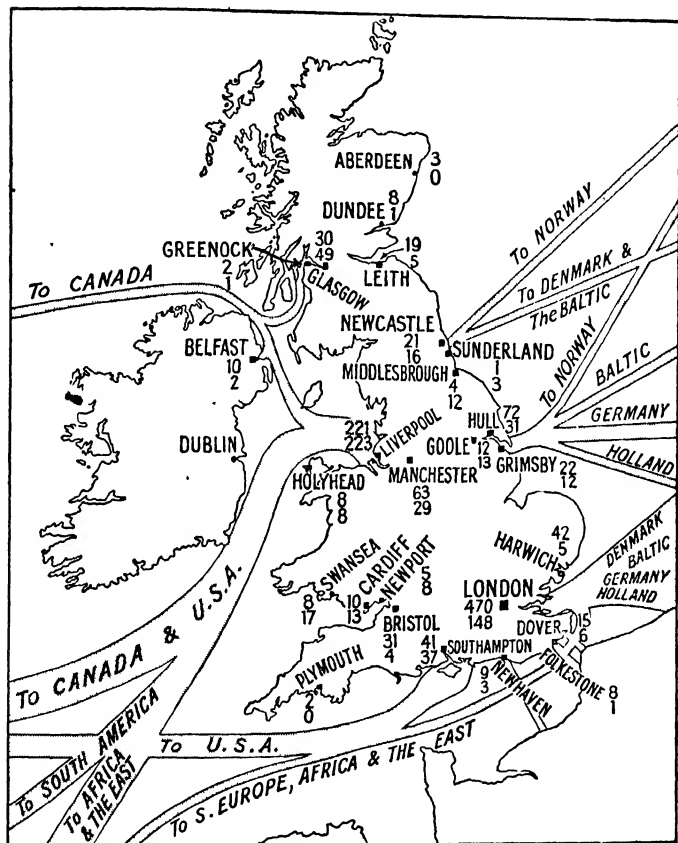 ABERDEEN
3
0
DUNDEE
8
1
GREENOCK
2
1
30
49
GLASGOW
19
5
LEITH
To CANADA
To NORWAY
To DENMARK &
The BALTIC
NEWCASTLE
21
16
SUNDERLAND
1
3
BELFAST
10
2
MIDDLESBROUGH
4
12
To NORWAY
BALTIC
GERMANY
HOLLAND
HULL
72
31
GOOLE
12
13
GRIMSBY
22
12
221
223
LIVERPOOL
DUBLIN
HOLYHEAD
8
8
MANCHESTER
63
29
42
5
HARWICH
DENMARK
BALTIC
GERMANY
HOLLAND
SWANSEA
8
17
CARDIFF
10
13
NEWPORT
5
8
LONDON
470
148
BRISTOL
31
4
DOVER
15
6
41
37
SOUTHAMPTON
FOLKESTONE
8
1
PLYMOUTH
2
0
9
3
NEWHAVEN
To CANADA & U.S.A.
To U.S.A.
To SOUTH AMERICA
To AFRICA
& THE EAST
To S. EUROPE, AFRICA & THE EAST